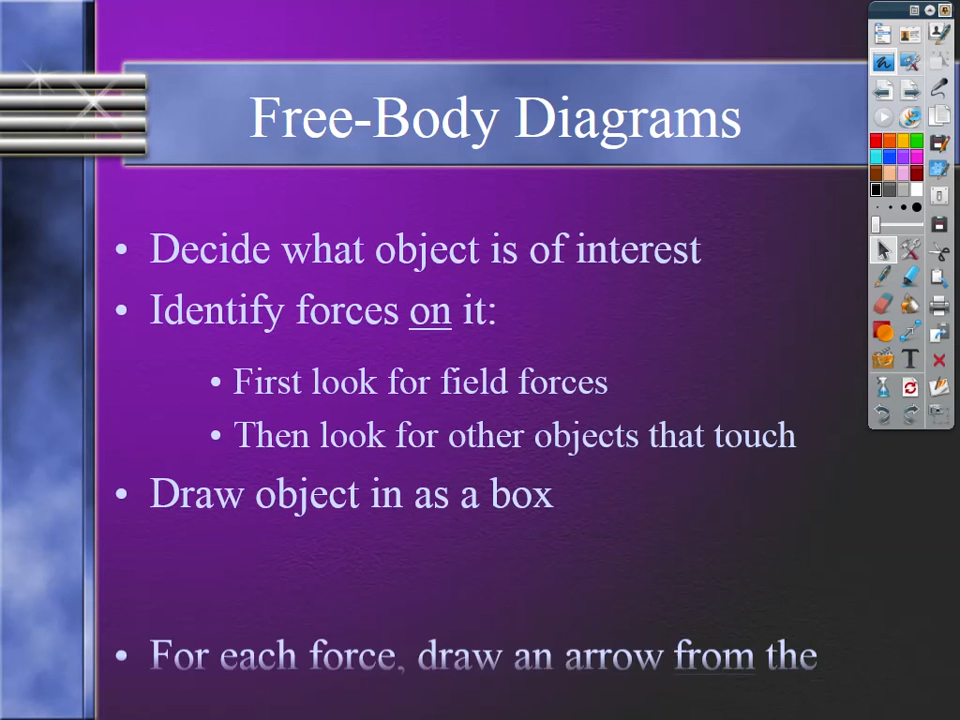 Free-Body Diagrams
• Decide what object is of interest
• Identify forces on it:
• First look for field forces
• Then look for other objects that touch
• Draw object in as a box
• For each force, draw an arrow from the